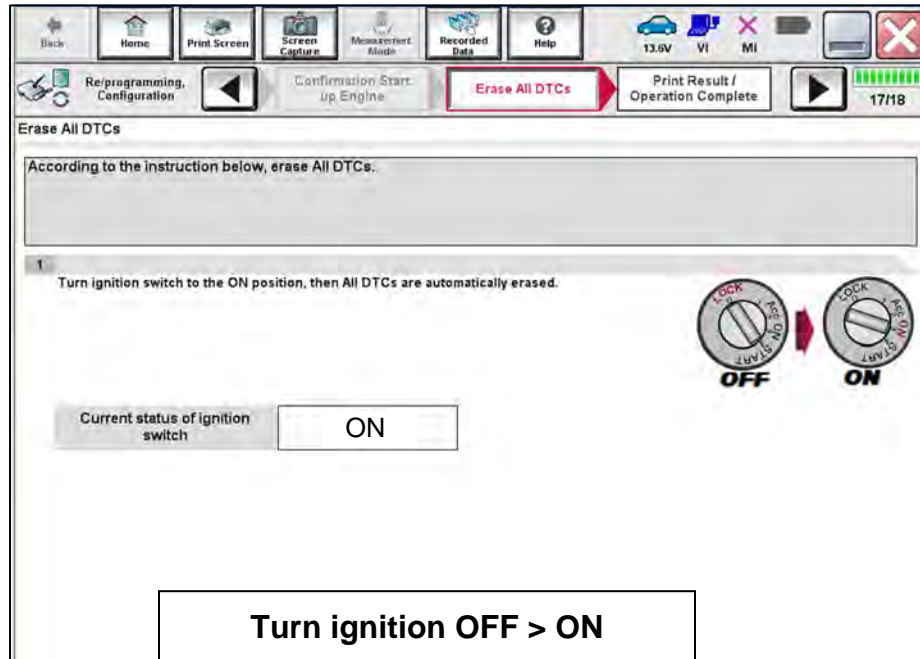 Back
Home
Print Screen
Screen
Capture
Measurement
Mode
Recorded
Data
Help
13.6V
VI
MI
Re/programming,
Configuration
Confirmation Start
up Engine
Erase All DTCs
Print Result /
Operation Complete
17/18
Erase All DTCs
According to the instruction below, erase All DTCs.
1
Turn ignition switch to the ON position, then All DTCs are automatically erased.
LOCK
0
Acc
ON
START
OFF
LOCK
0
Acc
ON
START
ON
Current status of ignition
switch
ON
Turn ignition OFF > ON